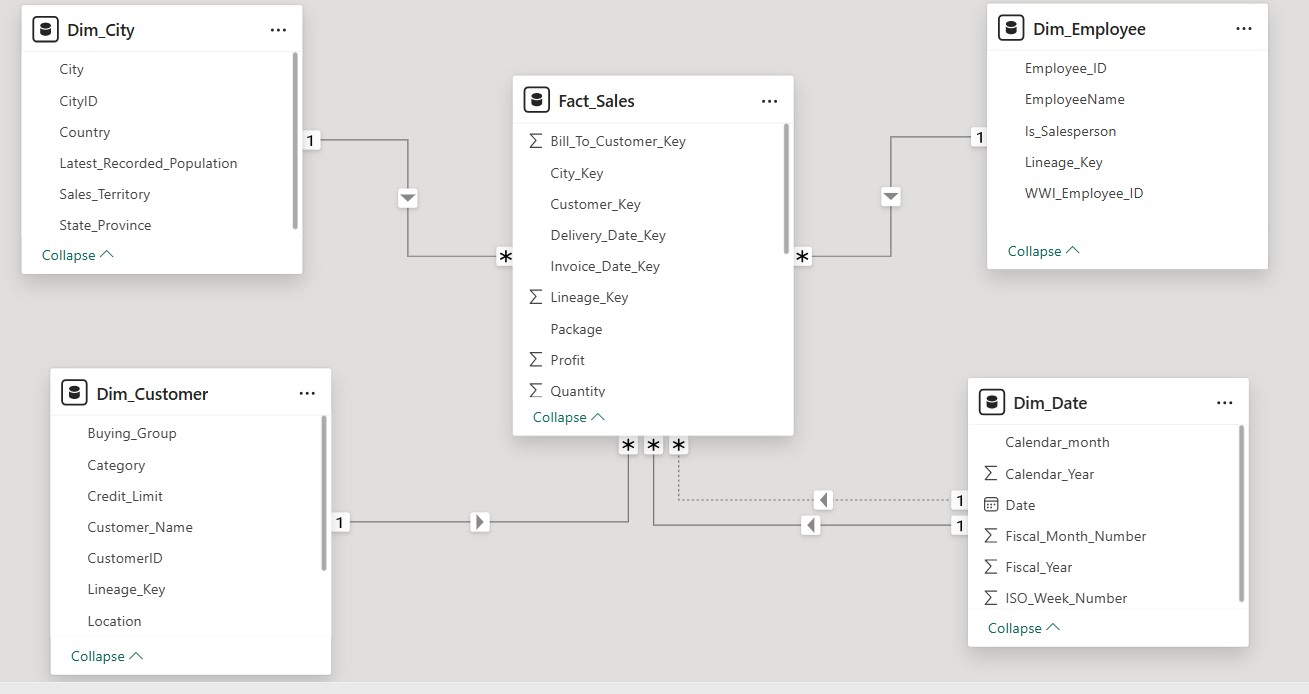 Dim_City
City
CityID
Country
Latest_Recorded_Population
Sales_Territory
State_Province
Collapse
1
*
Fact_Sales
Σ Bill_To_Customer_Key
City_Key
Customer_Key
Delivery_Date_Key
Invoice_Date_Key
Σ Lineage_Key
Package
Σ Profit
Σ Quantity
Collapse
* * *
Dim_Employee
Employee_ID
EmployeeName
Is_Salesperson
Lineage_Key
WWI_Employee_ID
Collapse
1
*
Dim_Customer
Buying_Group
Category
Credit_Limit
Customer_Name
CustomerID
Lineage_Key
Location
Collapse
1
Dim_Date
Calendar_month
Σ Calendar_Year
Date
Σ Fiscal_Month_Number
Σ Fiscal_Year
Σ ISO_Week_Number
Collapse
1
1